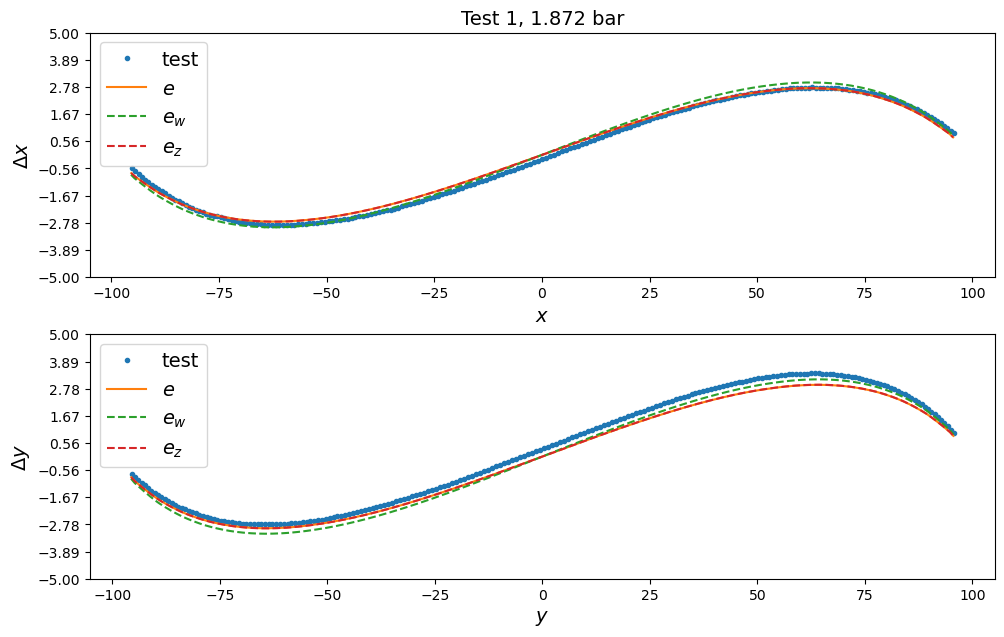 Test 1, 1.872 bar
5.00
3.89
2.78
1.67
0.56
−0.56
−1.67
−2.78
−3.89
−5.00
Δx
test
e
e_w
e_z
−100 −75 −50 −25 0 25 50 75 100
x
5.00
3.89
2.78
1.67
0.56
−0.56
−1.67
−2.78
−3.89
−5.00
Δy
test
e
e_w
e_z
−100 −75 −50 −25 0 25 50 75 100
y